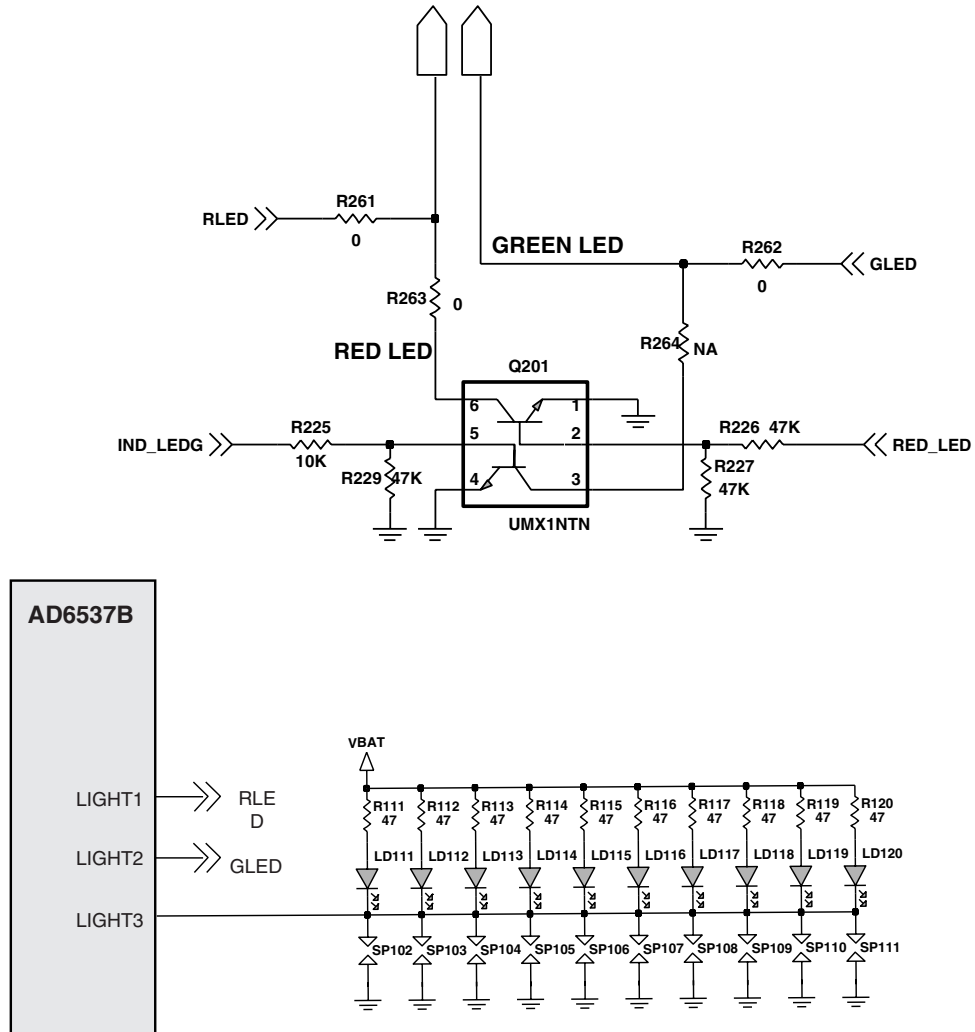 R261
RLED
0
GREEN LED
R262
GLED
0
R263
0
R264
NA
RED LED
Q201
6
1
R225
R226 47K
IND_LEDG
5
2
RED_LED
10K
R229
47K
4
3
R227
47K
UMX1NTN
AD6537B
VBAT
LIGHT1
RLE
D
R111
47
R112
47
R113
47
R114
47
R115
47
R116
47
R117
47
R118
47
R119
47
R120
47
LIGHT2
GLED
LD111
LD112
LD113
LD114
LD115
LD116
LD117
LD118
LD119
LD120
LIGHT3
SP102
SP103
SP104
SP105
SP106
SP107
SP108
SP109
SP110
SP111